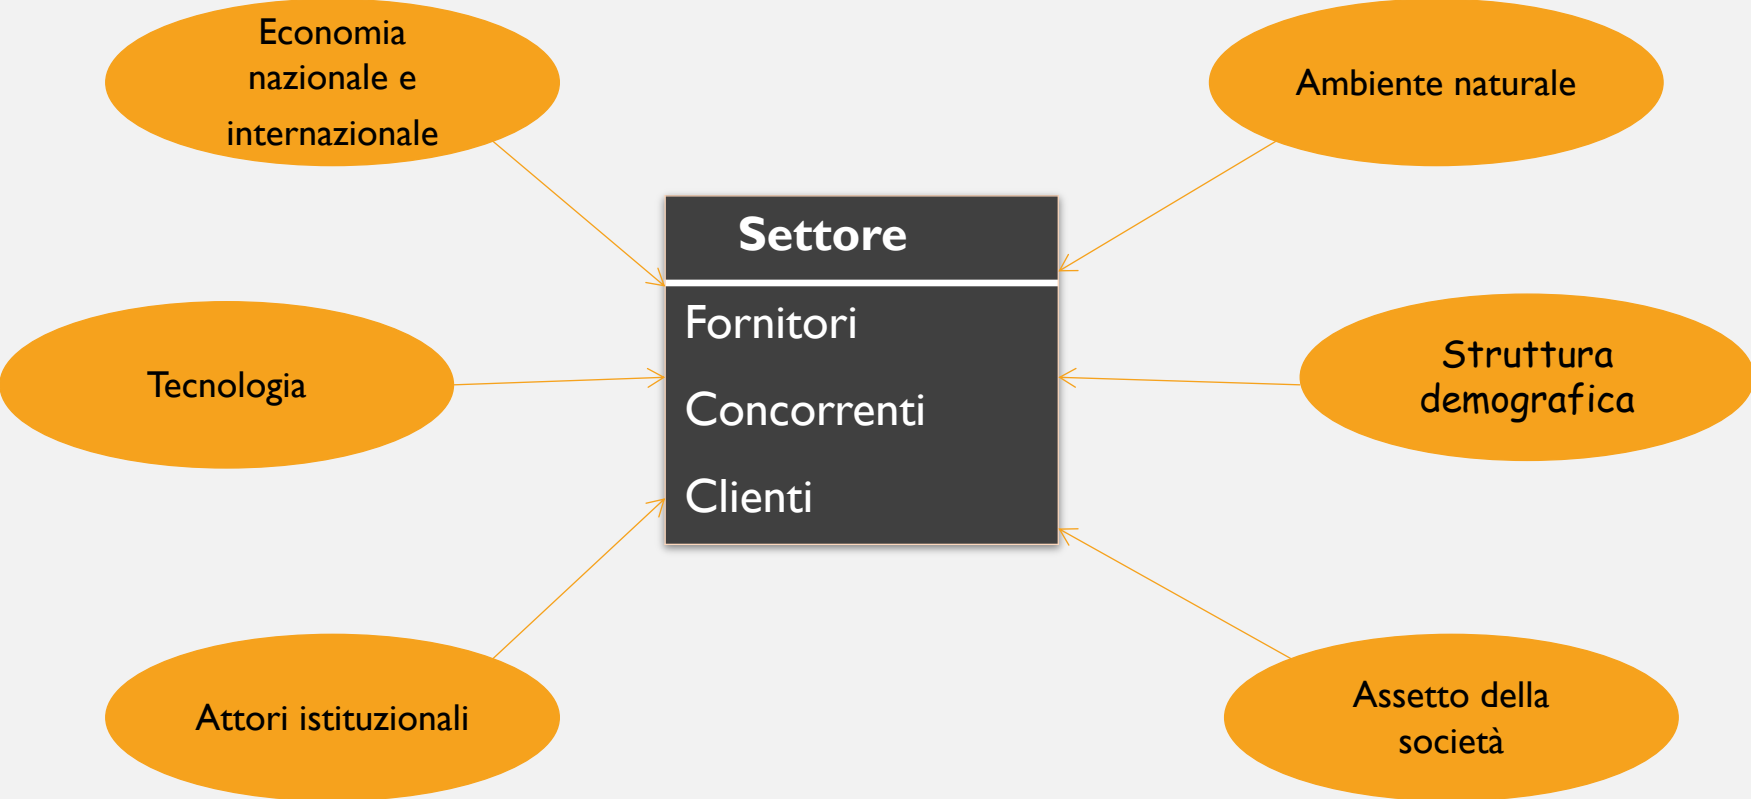 Economia
nazionale e
internazionale
Ambiente naturale
Settore
Fornitori
Concorrenti
Clienti
Tecnologia
Struttura
demografica
Attori istituzionali
Assetto della
società